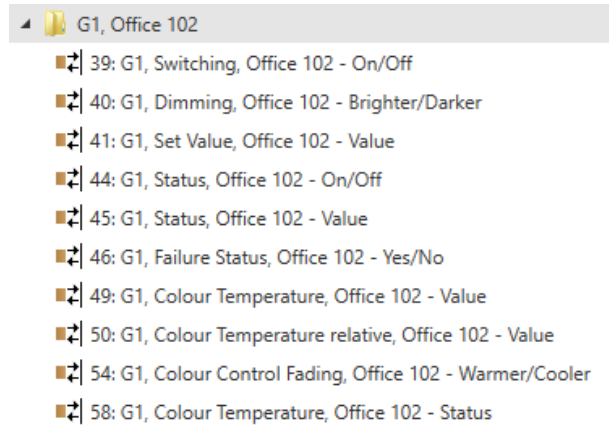 G1, Office 102
39: G1, Switching, Office 102 - On/Off
40: G1, Dimming, Office 102 - Brighter/Darker
41: G1, Set Value, Office 102 - Value
44: G1, Status, Office 102 - On/Off
45: G1, Status, Office 102 - Value
46: G1, Failure Status, Office 102 - Yes/No
49: G1, Colour Temperature, Office 102 - Value
50: G1, Colour Temperature relative, Office 102 - Value
54: G1, Colour Control Fading, Office 102 - Warmer/Cooler
58: G1, Colour Temperature, Office 102 - Status